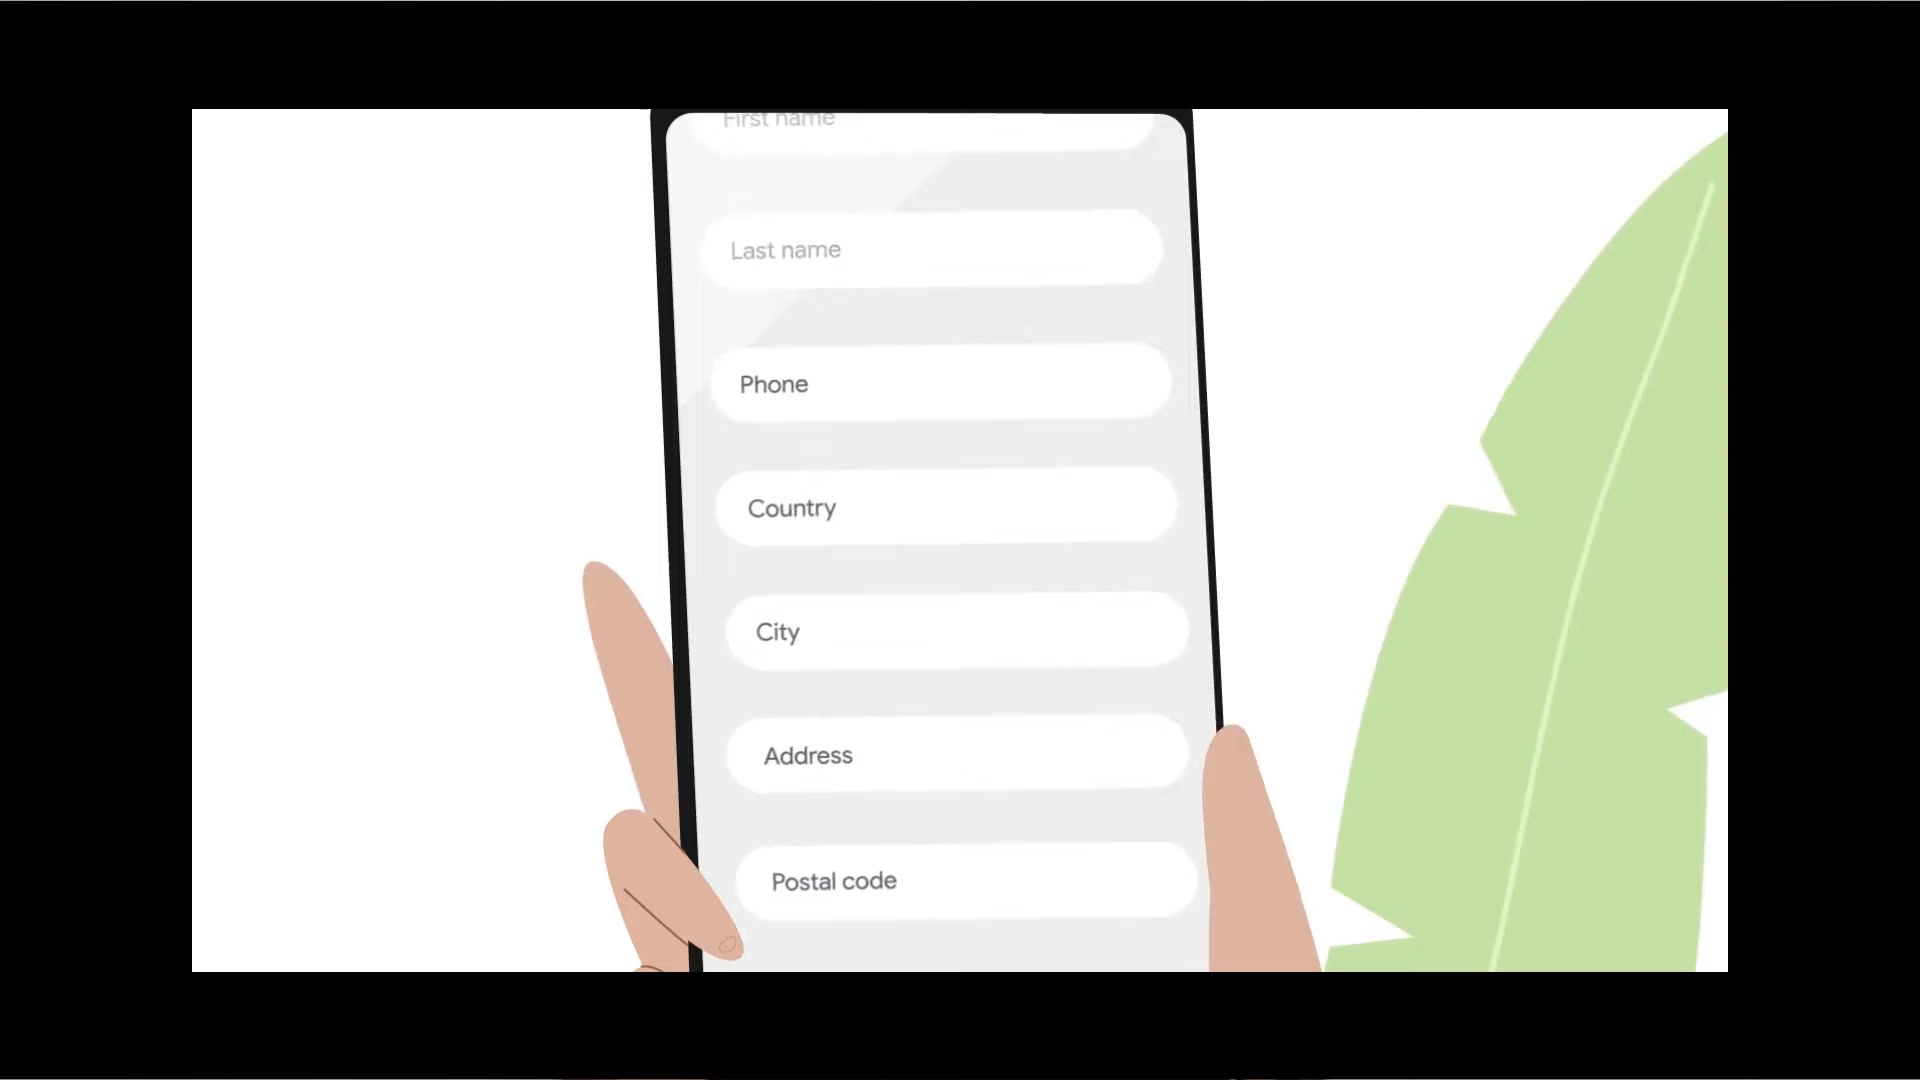 First name
Last name
Phone
Country
City
Address
Postal code